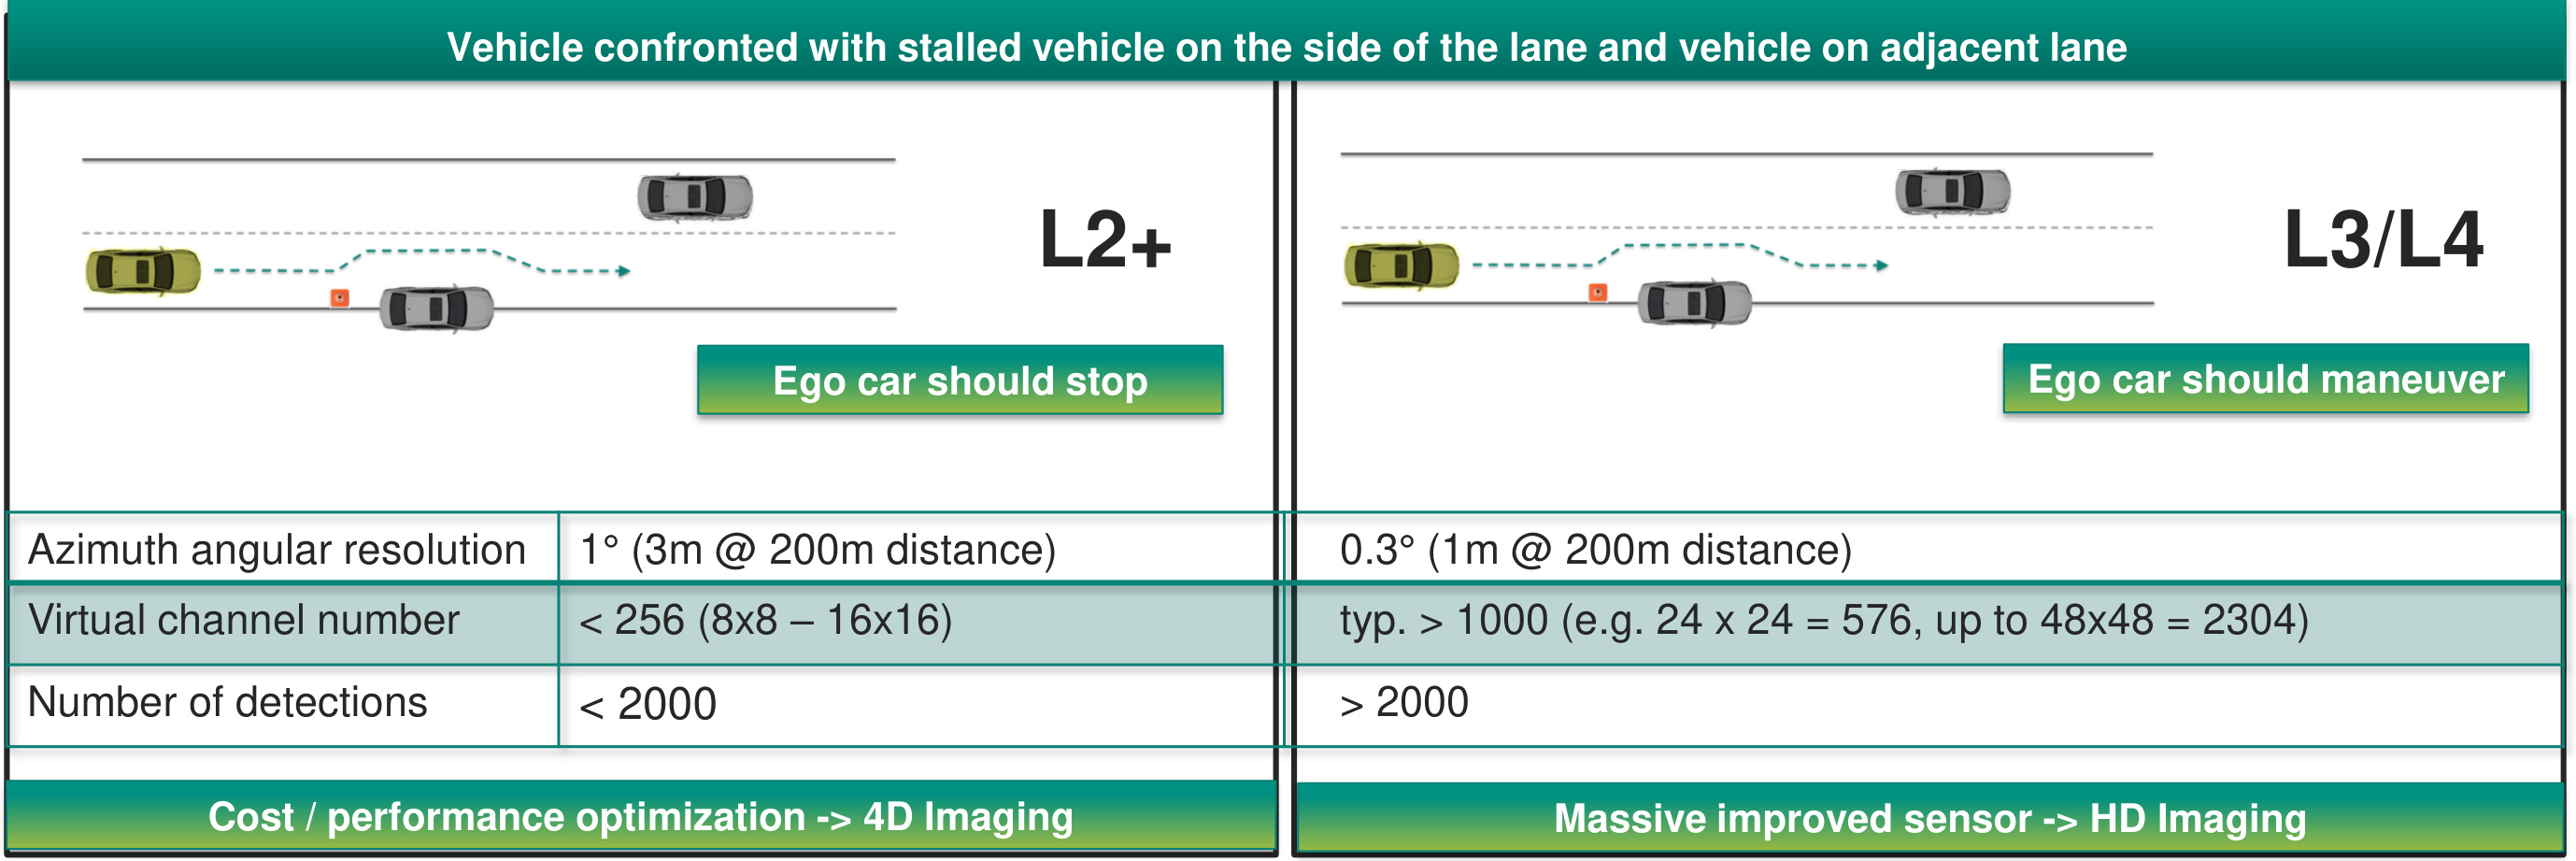 Vehicle confronted with stalled vehicle on the side of the lane and vehicle on adjacent lane
L2+
Ego car should stop
L3/L4
Ego car should maneuver
Azimuth angular resolution
1° (3m @ 200m distance)
0.3° (1m @ 200m distance)
Virtual channel number
< 256 (8x8 – 16x16)
typ. > 1000 (e.g. 24 x 24 = 576, up to 48x48 = 2304)
Number of detections
< 2000
> 2000
Cost / performance optimization -> 4D Imaging
Massive improved sensor -> HD Imaging